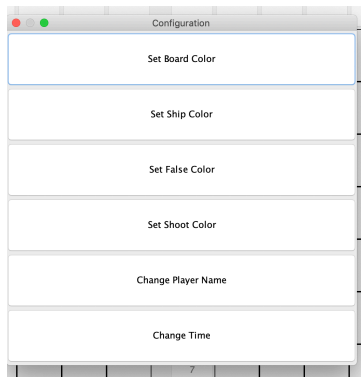 Configuration
Set Board Color
Set Ship Color
Set False Color
Set Shoot Color
Change Player Name
Change Time
7